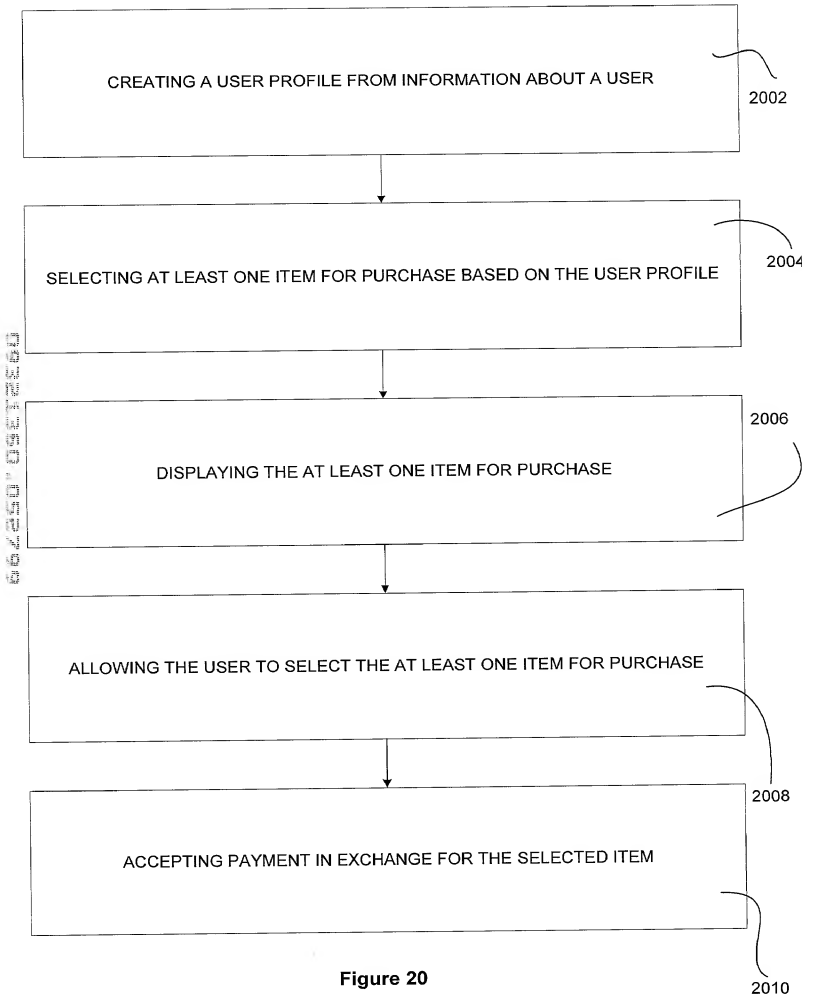 CREATING A USER PROFILE FROM INFORMATION ABOUT A USER
2002
SELECTING AT LEAST ONE ITEM FOR PURCHASE BASED ON THE USER PROFILE
2004
2006
DISPLAYING THE AT LEAST ONE ITEM FOR PURCHASE
ALLOWING THE USER TO SELECT THE AT LEAST ONE ITEM FOR PURCHASE
2008
ACCEPTING PAYMENT IN EXCHANGE FOR THE SELECTED ITEM
Figure 20
2010